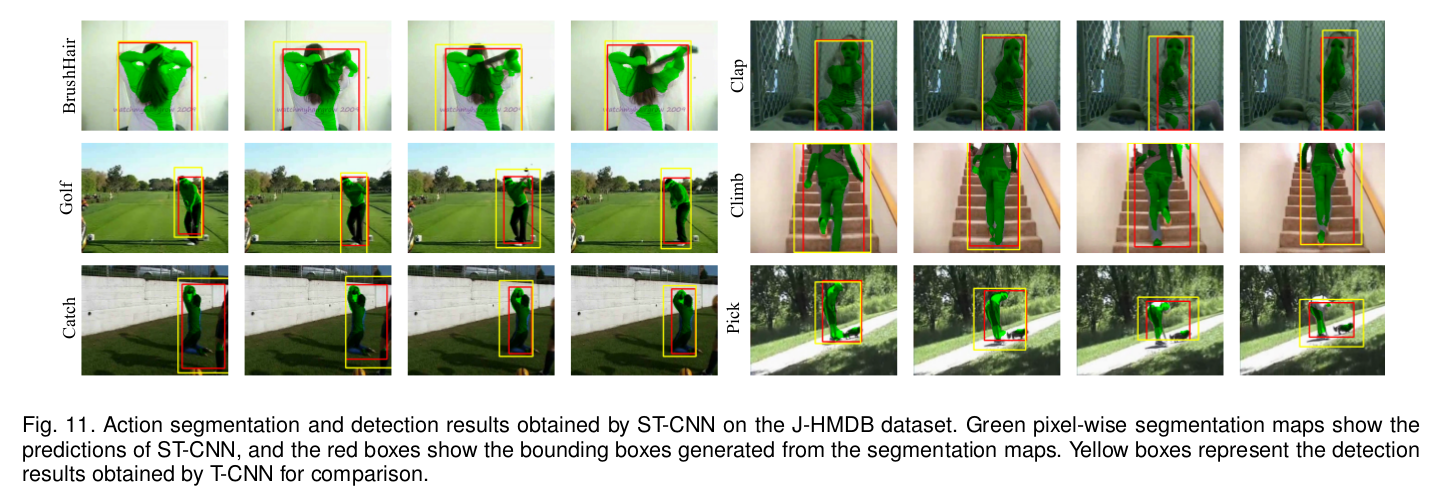 BrushHair
Clap
watchmyhair
2009
Golf
Climb
Catch
Pick
Fig. 11. Action segmentation and detection results obtained by ST-CNN on the J-HMDB dataset. Green pixel-wise segmentation maps show the
predictions of ST-CNN, and the red boxes show the bounding boxes generated from the segmentation maps. Yellow boxes represent the detection
results obtained by T-CNN for comparison.